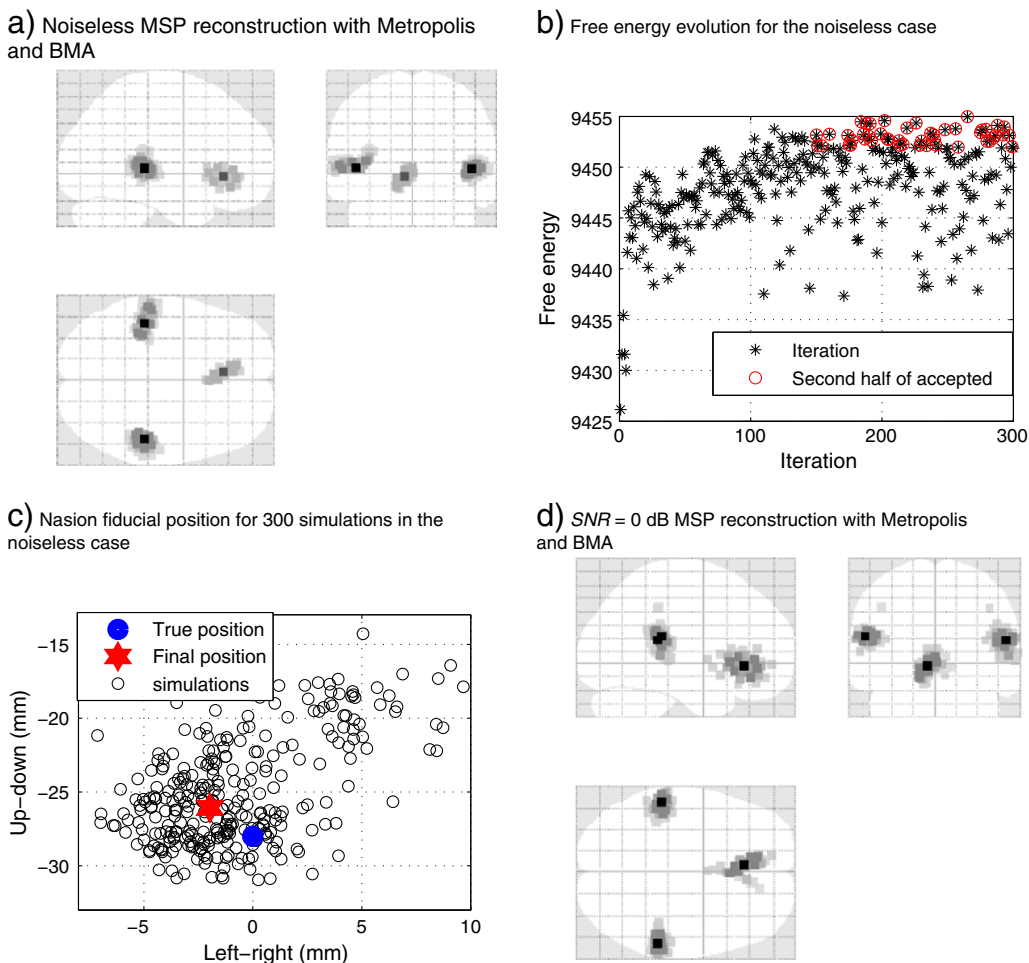 a) Noiseless MSP reconstruction with Metropolis
and BMA
b) Free energy evolution for the noiseless case
Free energy
9455
9450
9445
9440
9435
9430
9425
Iteration
Second half of accepted
0
100
200
300
Iteration
c) Nasion fiducial position for 300 simulations in the
noiseless case
True position
Final position
simulations
Up–down (mm)
−15
−20
−25
−30
−5
0
5
10
Left–right (mm)
d) SNR = 0 dB MSP reconstruction with Metropolis
and BMA